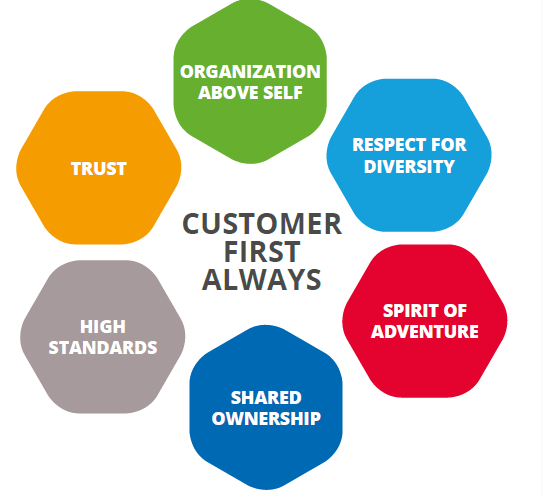 ORGANIZATION
ABOVE SELF
RESPECT FOR
DIVERSITY
TRUST
CUSTOMER
FIRST
ALWAYS
SPIRIT OF
ADVENTURE
HIGH
STANDARDS
SHARED
OWNERSHIP